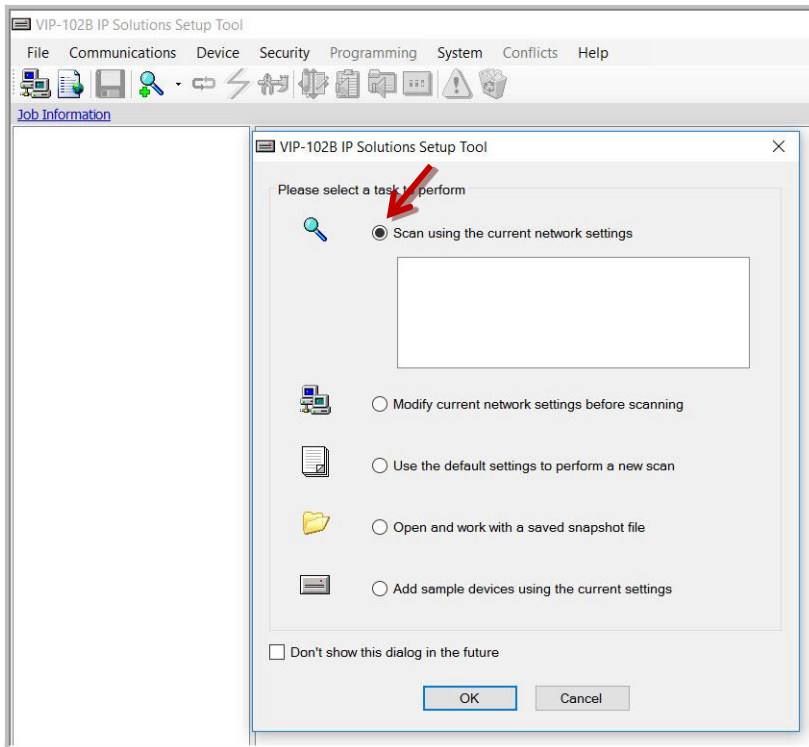 VIP-102B IP Solutions Setup Tool
File Communications Device Security Programming System Conflicts Help
Job Information
VIP-102B IP Solutions Setup Tool
Please select a task to perform
Scan using the current network settings
Modify current network settings before scanning
Use the default settings to perform a new scan
Open and work with a saved snapshot file
Add sample devices using the current settings
Don't show this dialog in the future
OK Cancel